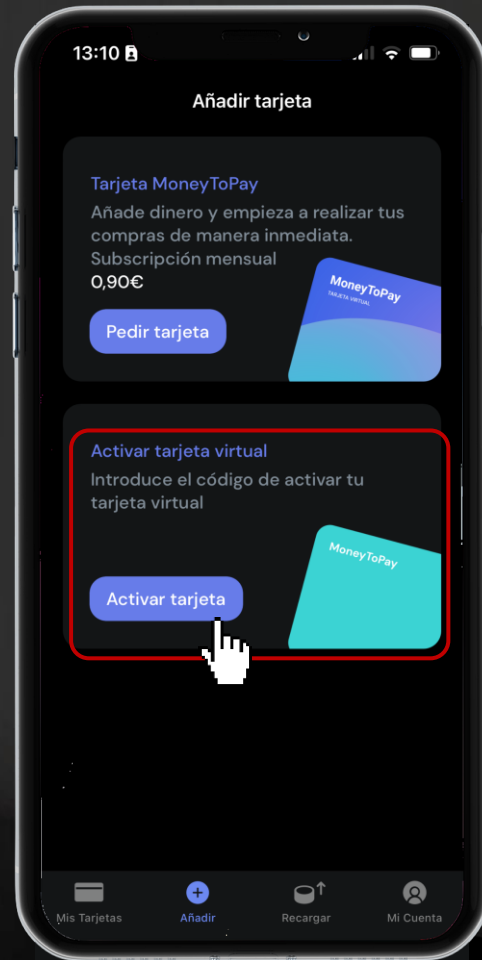 13:10
Añadir tarjeta
Tarjeta MoneyToPay
Añade dinero y empieza a realizar tus
compras de manera inmediata.
Subscripción mensual
0,90€
MoneyToPay
TARJETA VIRTUAL
Pedir tarjeta
Activar tarjeta virtual
Introduce el código de activar tu
tarjeta virtual
MoneyToPay
Activar tarjeta
Mis Tarjetas
Añadir
Recargar
Mi Cuenta